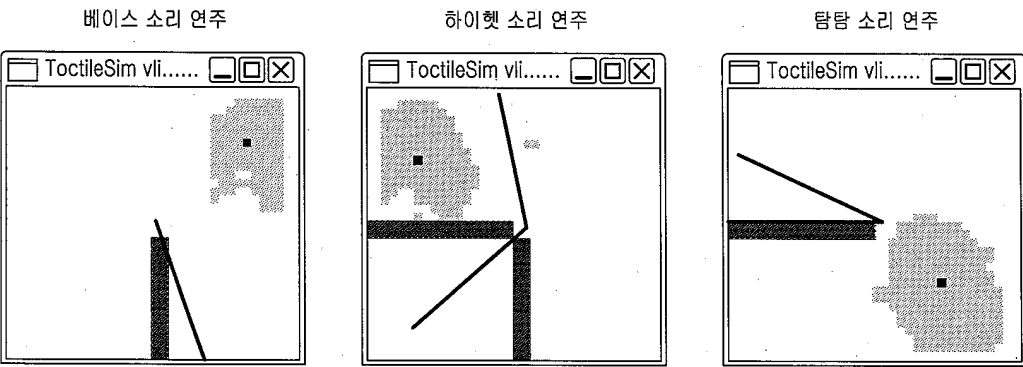 베이스 소리 연주
하이헷 소리 연주
탐탐 소리 연주
ToctileSim vli......
ToctileSim vli......
ToctileSim vli......